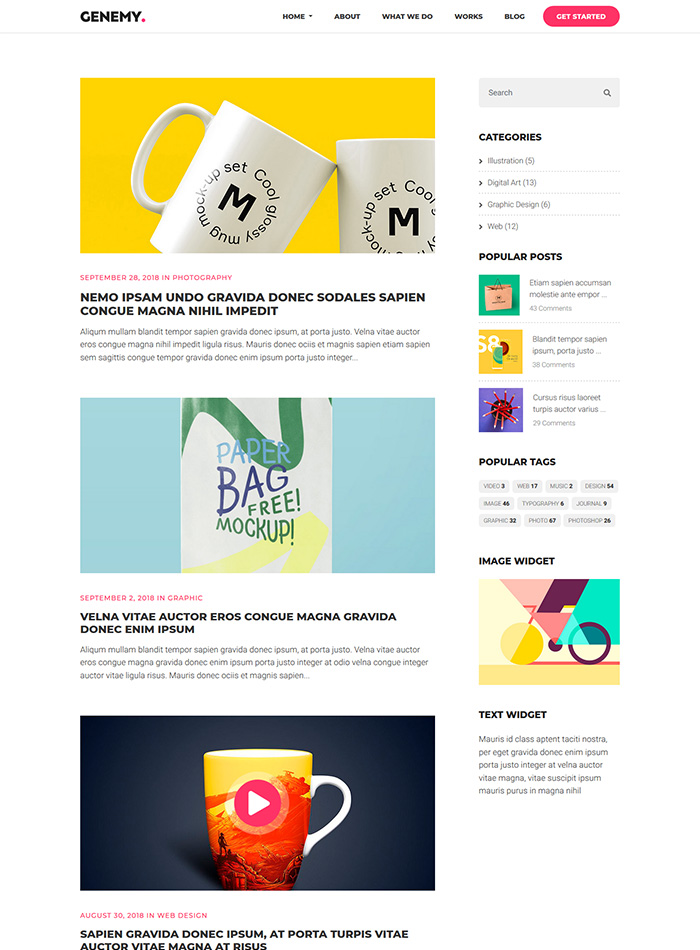 GENEMY.
HOME
ABOUT
WHAT WE DO
WORKS
BLOG
GET STARTED
mock-up set Cool glossy mug
M
mock-up set Cool
M
SEPTEMBER 28, 2018 IN PHOTOGRAPHY
NEMO IPSAM UNDO GRAVIDA DONEC SODALES SAPIEN
CONGUE MAGNA NIHIL IMPEDIT
Aliqum mullam blandit tempor sapien gravida donec ipsum, at porta justo. Velna vitae auctor
eros congue magna nihil impedit ligula risus. Mauris donec ociis et magnis sapien etiam sapien
sem sagittis congue tempor gravida donec enim ipsum porta justo integer...
PAPER
BAG
FREE!
MOCKUP!
SEPTEMBER 2, 2018 IN GRAPHIC
VELNA VITAE AUCTOR EROS CONGUE MAGNA GRAVIDA
DONEC ENIM IPSUM
Aliqum mullam blandit tempor sapien gravida donec ipsum, at porta justo. Velna vitae auctor
eros congue magna gravida donec enim ipsum porta justo integer at odio velna congue integer
auctor vitae ligula risus. Mauris donec ociis et magnis sapien...
AUGUST 30, 2018 IN WEB DESIGN
SAPIEN GRAVIDA DONEC IPSUM, AT PORTA TURPIS VITAE
AUCTOR VITAE MAGNA AT RISUS
Search
CATEGORIES
Illustration (5)
Digital Art (13)
Graphic Design (6)
Web (12)
POPULAR POSTS
Etiam sapien accumsan
molestie ante empor ...
43 Comments
S8
Blandit tempor sapien
ipsum, porta justo ...
38 Comments
Cursus risus laoreet
turpis auctor varius ...
29 Comments
POPULAR TAGS
VIDEO 3 WEB 17 MUSIC 2 DESIGN 54
IMAGE 46 TYPOGRAPHY 6 JOURNAL 9
GRAPHIC 32 PHOTO 67 PHOTOSHOP 26
IMAGE WIDGET
TEXT WIDGET
Mauris id class aptent taciti nostra,
per eget gravida donec enim ipsum
porta justo integer at velna auctor
vitae magna, vitae suscipit ipsum
mauris purus in magna nihil